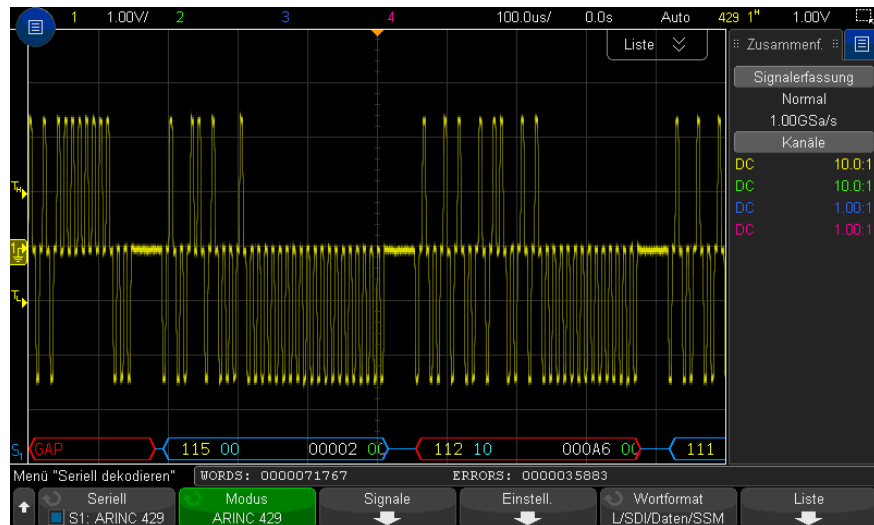 1 1.00V/ 2 3 4 100.0us/ 0.0s Auto 429 1" 1.00V
Liste
Zusammenf.
Signalerfassung
Normal
1.00GSa/s
Kanäle
DC 10.0:1
DC 10.0:1
DC 1.00:1
DC 1.00:1
TH
1
TL
S1 GAP 115 00 00002 00 112 10 000A6 00 111
Menü "Seriell dekodieren" WORDS: 0000071767 ERRORS: 0000035883
Seriell Modus Signale Einstell. Wortformat Liste
S1: ARINC 429 ARINC 429 L/SDI/Daten/SSM